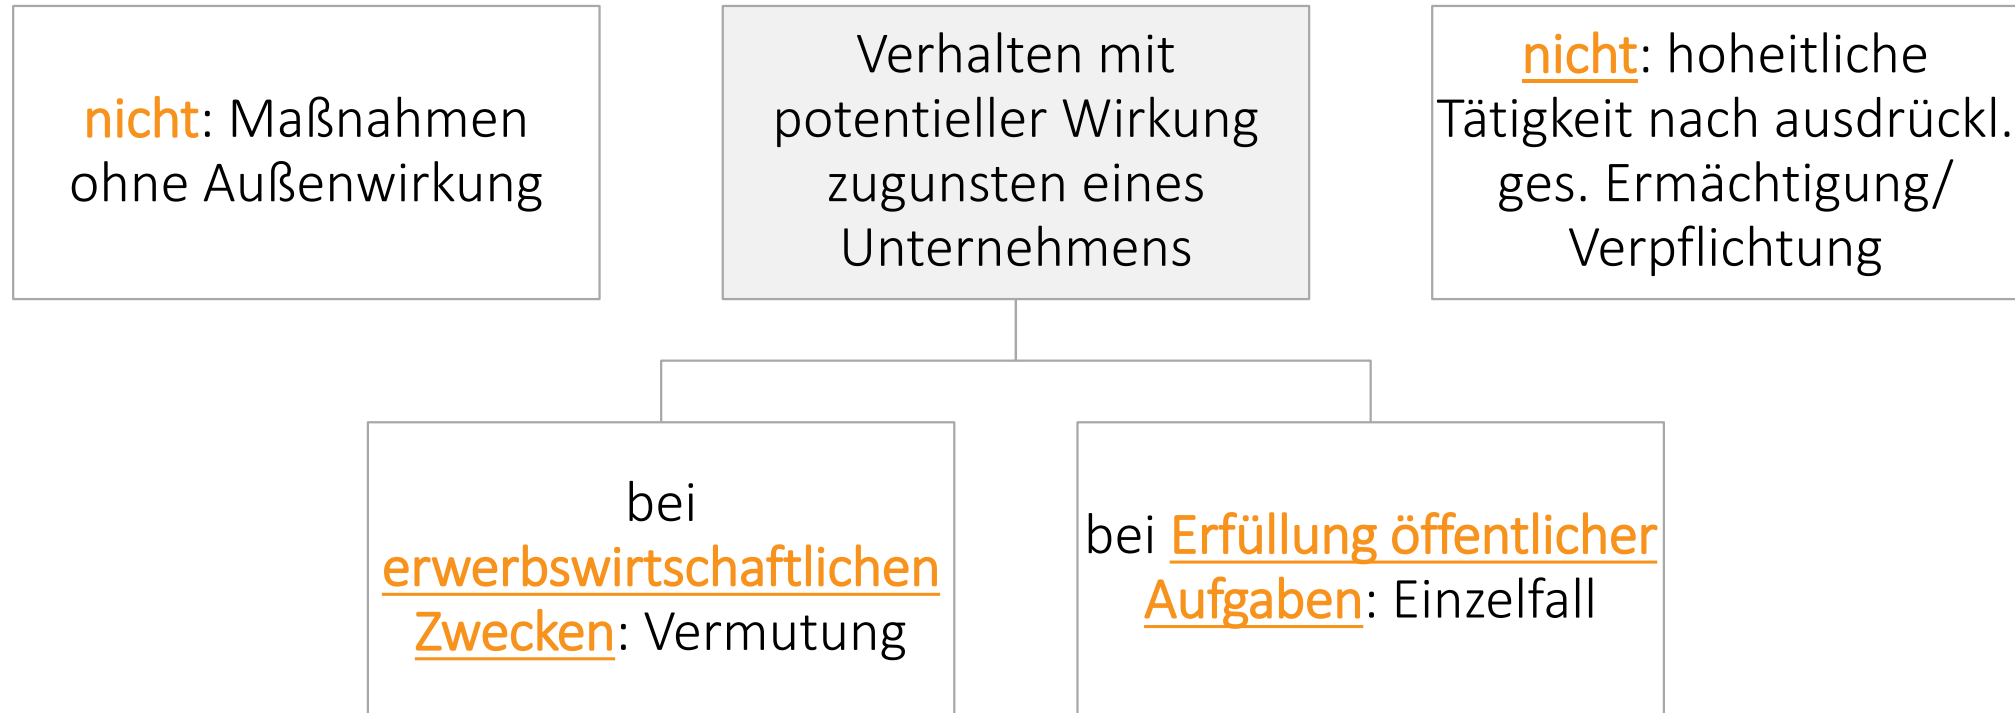 nicht: Maßnahmen
ohne Außenwirkung
Verhalten mit
potentieller Wirkung
zugunsten eines
Unternehmens
nicht: hoheitliche
Tätigkeit nach ausdrückl.
ges. Ermächtigung/
Verpflichtung
bei
erwerbswirtschaftlichen
Zwecken: Vermutung
bei Erfüllung öffentlicher
Aufgaben: Einzelfall